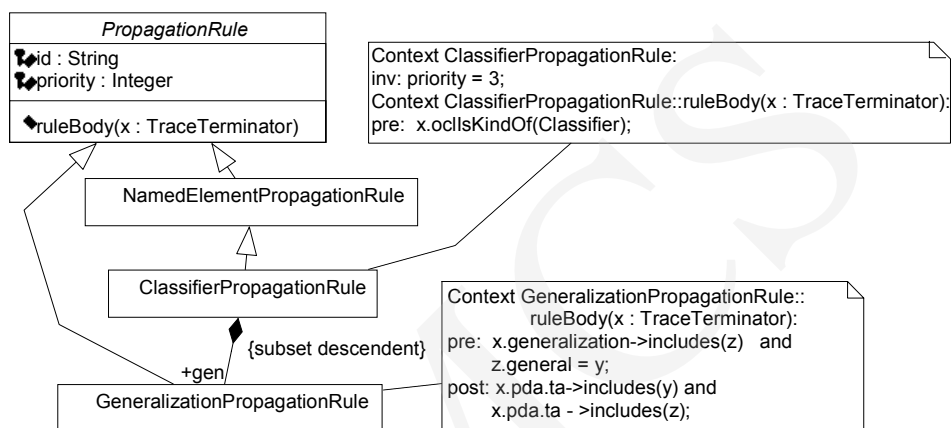 PropagationRule
id : String
priority : Integer
ruleBody(x : TraceTerminator)
Context ClassifierPropagationRule:
inv: priority = 3;
Context ClassifierPropagationRule::ruleBody(x : TraceTerminator):
pre: x.oclIsKindOf(Classifier);
NamedElementPropagationRule
ClassifierPropagationRule
{subset descendent}
+gen
GeneralizationPropagationRule
Context GeneralizationPropagationRule::
ruleBody(x : TraceTerminator):
pre: x.generalization->includes(z) and
z.general = y;
post: x.pda.ta->includes(y) and
x.pda.ta - >includes(z);
MCS